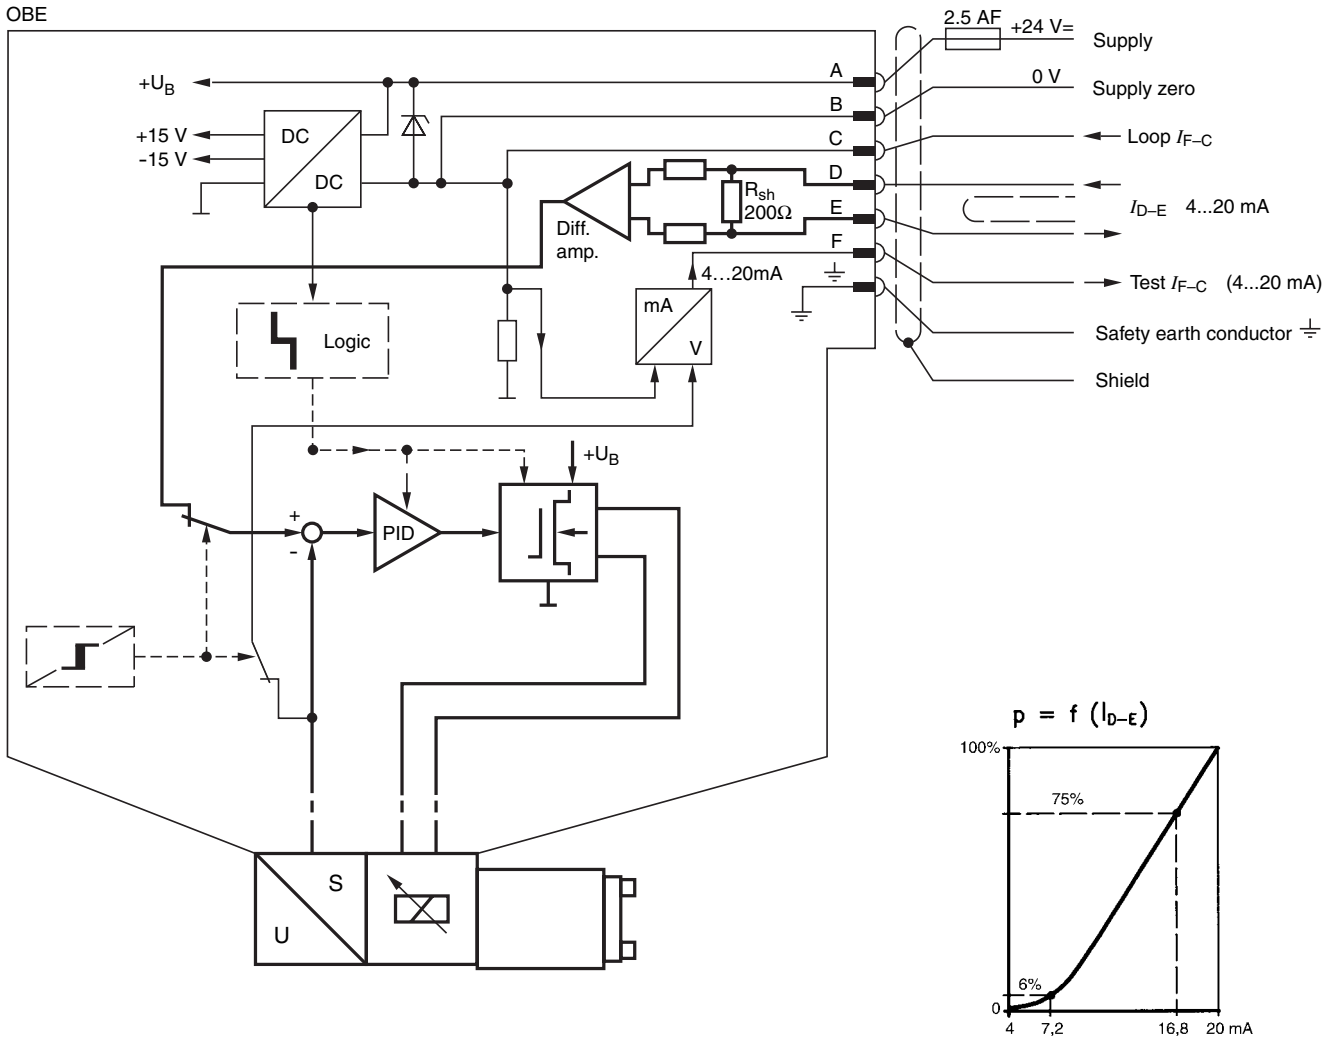 OBE
2.5 AF
+24 V=
Supply
+U_B
A
0 V
Supply zero
B
+15 V
DC
C
Loop I_F–C
-15 V
DC
D
R_sh
200Ω
E
I_D–E 4...20 mA
Diff.
amp.
F
4...20mA
Test I_F–C (4...20 mA)
mA
V
Logic
Safety earth conductor
Shield
+U_B
+
-
PID
p = f (I_D–E)
100%
75%
6%
0
4
7,2
16,8
20 mA
S
U